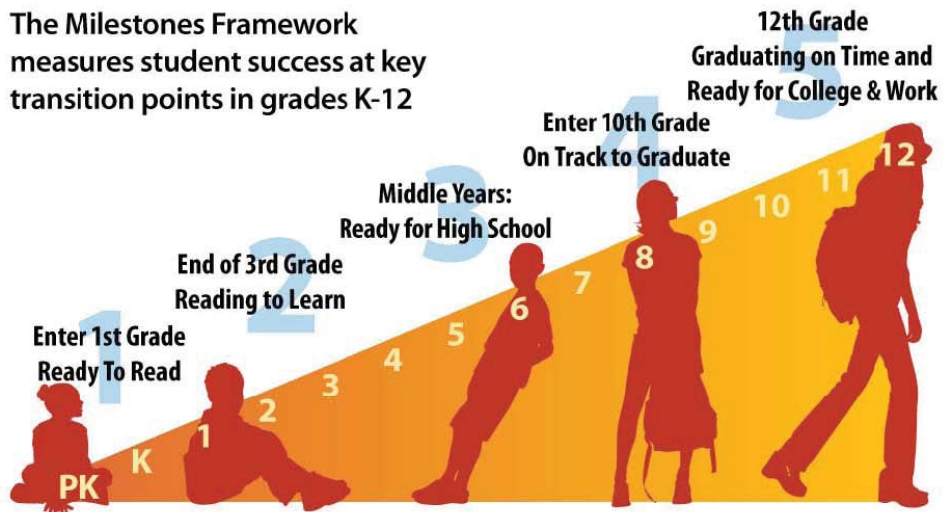 The Milestones Framework
measures student success at key
transition points in grades K-12
1
Enter 1st Grade
Ready To Read
2
End of 3rd Grade
Reading to Learn
3
Middle Years:
Ready for High School
4
Enter 10th Grade
On Track to Graduate
5
12th Grade
Graduating on Time and
Ready for College & Work
PK
K
1
2
3
4
5
6
7
8
9
10
11
12